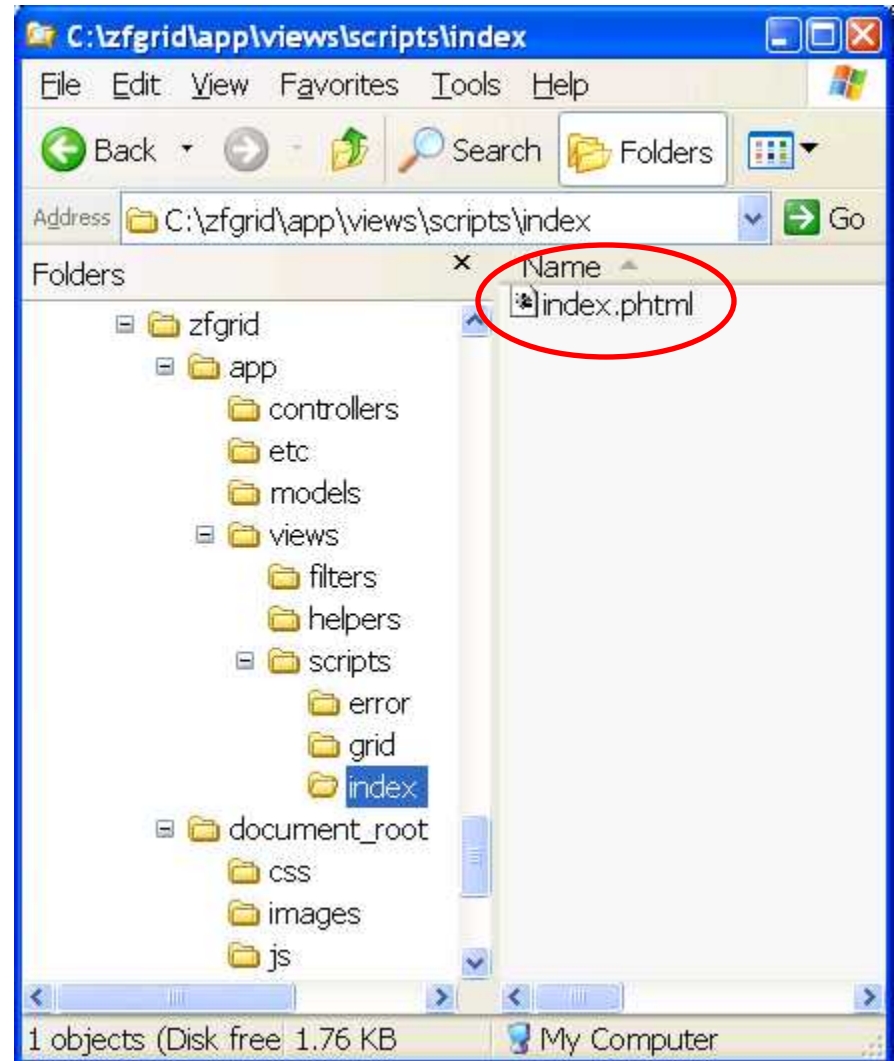 C:\zfgrid\app\views\scripts\index
File Edit View Favorites Tools Help
Back Search Folders
Address C:\zfgrid\app\views\scripts\index Go
Folders
Name
index.phtml
zfgrid
app
controllers
etc
models
views
filters
helpers
scripts
error
grid
index
document_root
css
images
js
1 objects (Disk free 1.76 KB My Computer